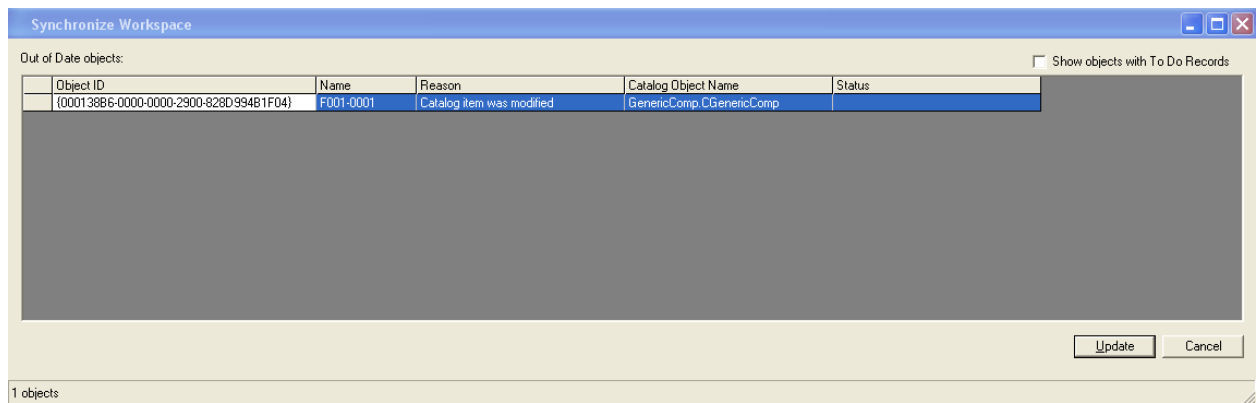 Synchronize Workspace
Out of Date objects:
Show objects with To Do Records
Object ID Name Reason Catalog Object Name Status
{000138B6-0000-0000-2900-828D994B1F04} F001-0001 Catalog item was modified GenericComp.CGenericComp
Update Cancel
1 objects